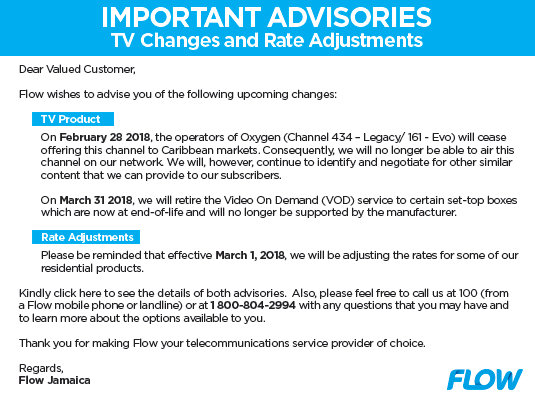 IMPORTANT ADVISORIES
TV Changes and Rate Adjustments
Dear Valued Customer,
Flow wishes to advise you of the following upcoming changes:
TV Product
On February 28 2018, the operators of Oxygen (Channel 434 – Legacy/ 161 - Evo) will cease
offering this channel to Caribbean markets. Consequently, we will no longer be able to air this
channel on our network. We will, however, continue to identify and negotiate for other similar
content that we can provide to our subscribers.
On March 31 2018, we will retire the Video On Demand (VOD) service to certain set-top boxes
which are now at end-of-life and will no longer be supported by the manufacturer.
Rate Adjustments
Please be reminded that effective March 1, 2018, we will be adjusting the rates for some of our
residential products.
Kindly click here to see the details of both advisories. Also, please feel free to call us at 100 (from
a Flow mobile phone or landline) or at 1 800-804-2994 with any questions that you may have and
to learn more about the options available to you.
Thank you for making Flow your telecommunications service provider of choice.
Regards,
Flow Jamaica
FLOW